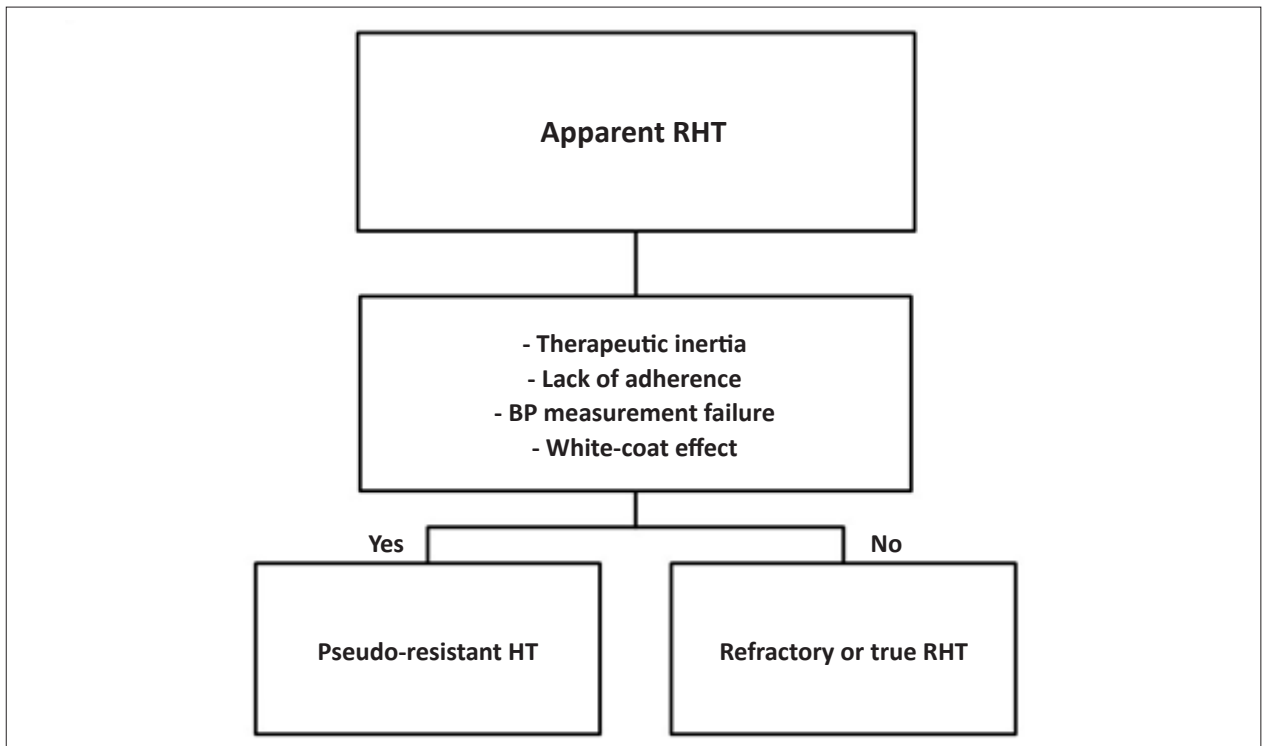 Apparent RHT
- Therapeutic inertia
- Lack of adherence
- BP measurement failure
- White-coat effect
Yes
No
Pseudo-resistant HT
Refractory or true RHT